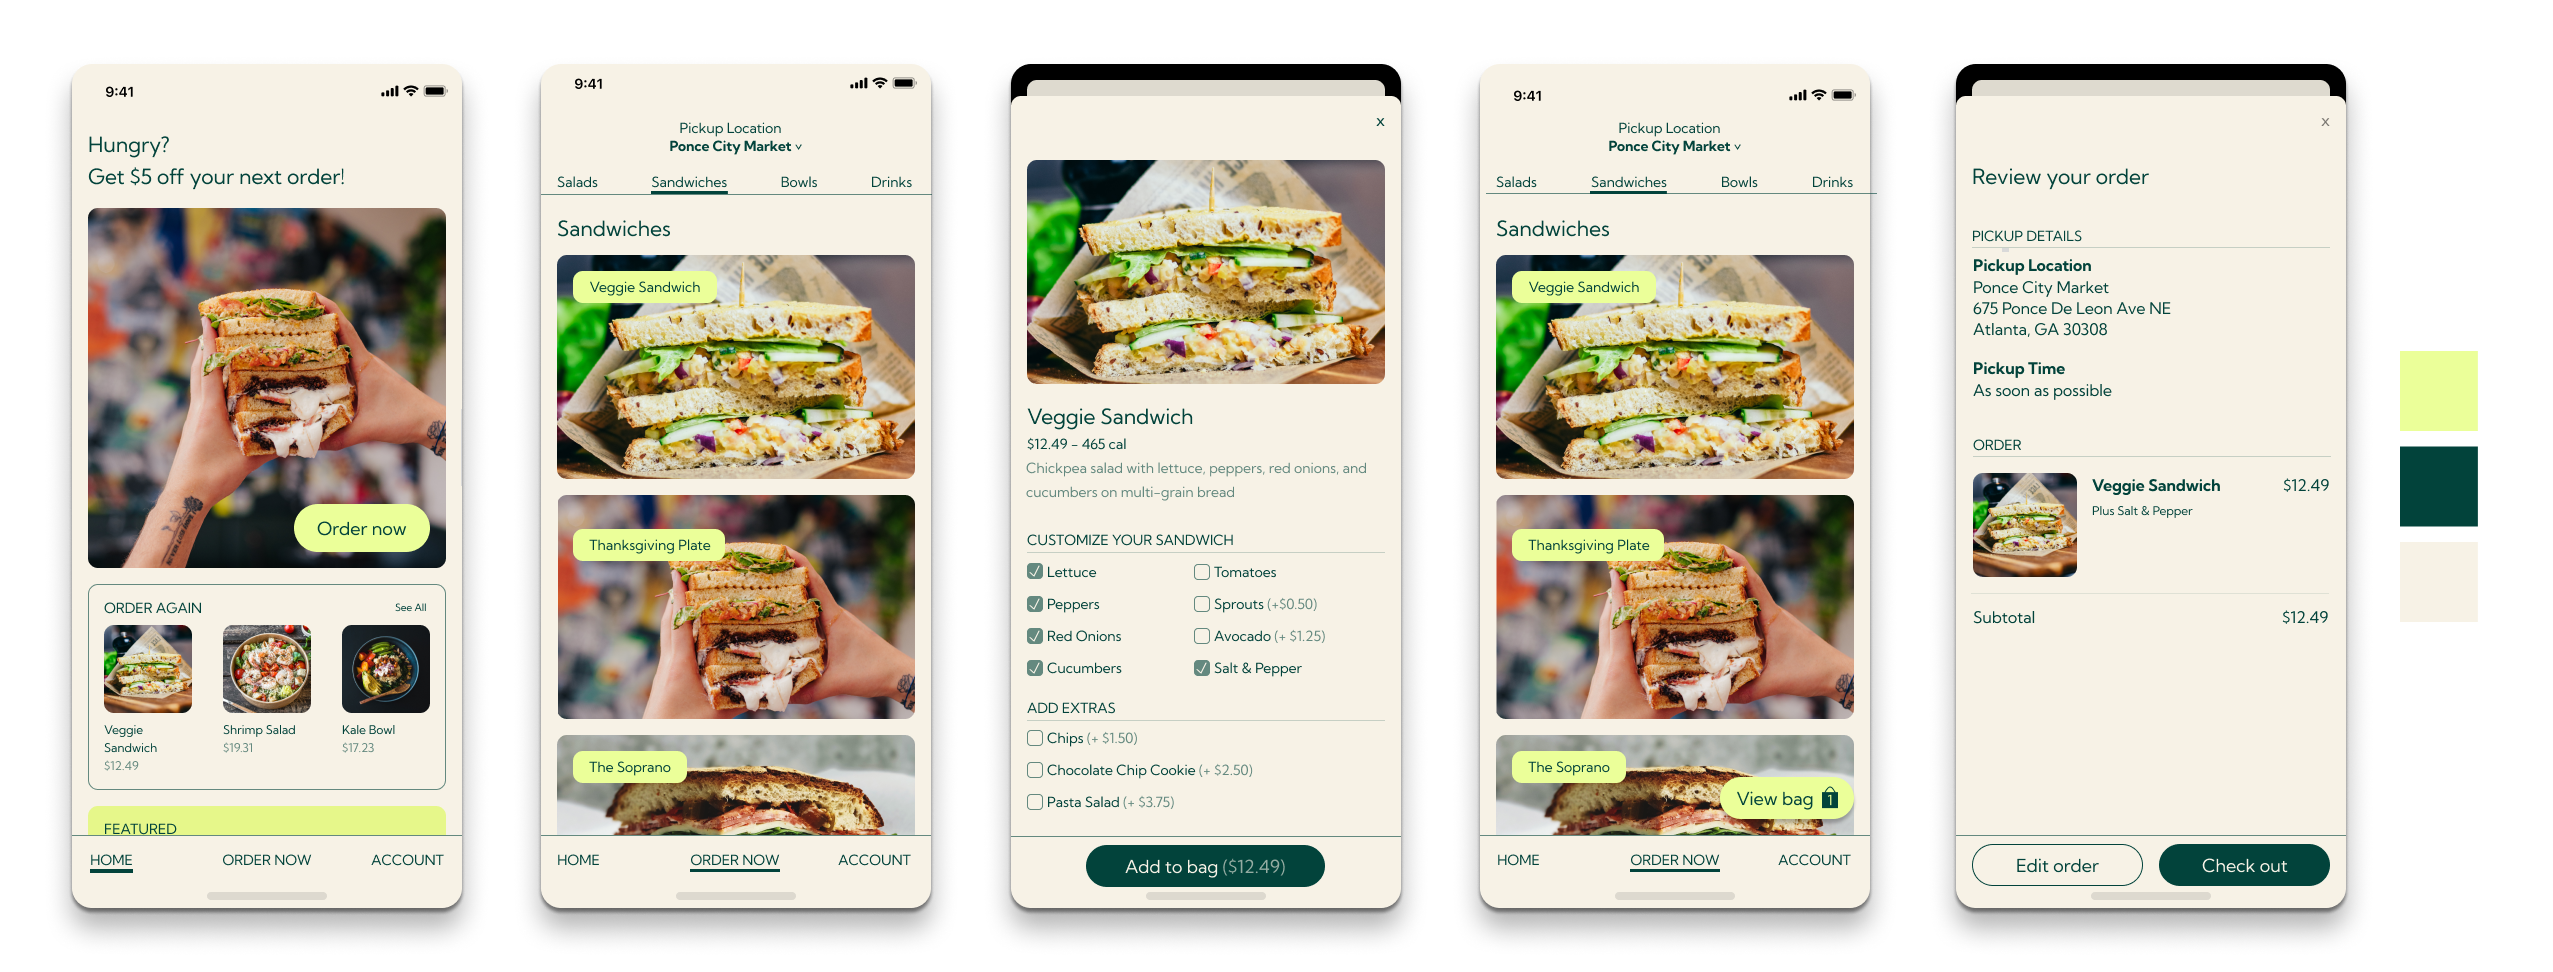 9:41
Hungry?
Get $5 off your next order!
Order now
ORDER AGAIN
See All
Veggie
Sandwich
$12.49
Shrimp Salad
$19.31
Kale Bowl
$17.23
FEATURED
HOME
ORDER NOW
ACCOUNT
9:41
Pickup Location
Ponce City Market v
Salads
Sandwiches
Bowls
Drinks
Sandwiches
Veggie Sandwich
Thanksgiving Plate
The Soprano
HOME
ORDER NOW
ACCOUNT
x
Veggie Sandwich
$12.49 - 465 cal
Chickpea salad with lettuce, peppers, red onions, and
cucumbers on multi-grain bread
CUSTOMIZE YOUR SANDWICH
Lettuce
Tomatoes
Peppers
Sprouts (+$0.50)
Red Onions
Avocado (+ $1.25)
Cucumbers
Salt & Pepper
ADD EXTRAS
Chips (+ $1.50)
Chocolate Chip Cookie (+ $2.50)
Pasta Salad (+ $3.75)
Add to bag ($12.49)
9:41
Pickup Location
Ponce City Market v
Salads
Sandwiches
Bowls
Drinks
Sandwiches
Veggie Sandwich
Thanksgiving Plate
The Soprano
View bag 1
HOME
ORDER NOW
ACCOUNT
x
Review your order
PICKUP DETAILS
Pickup Location
Ponce City Market
675 Ponce De Leon Ave NE
Atlanta, GA 30308
Pickup Time
As soon as possible
ORDER
Veggie Sandwich
$12.49
Plus Salt & Pepper
Subtotal
$12.49
Edit order
Check out